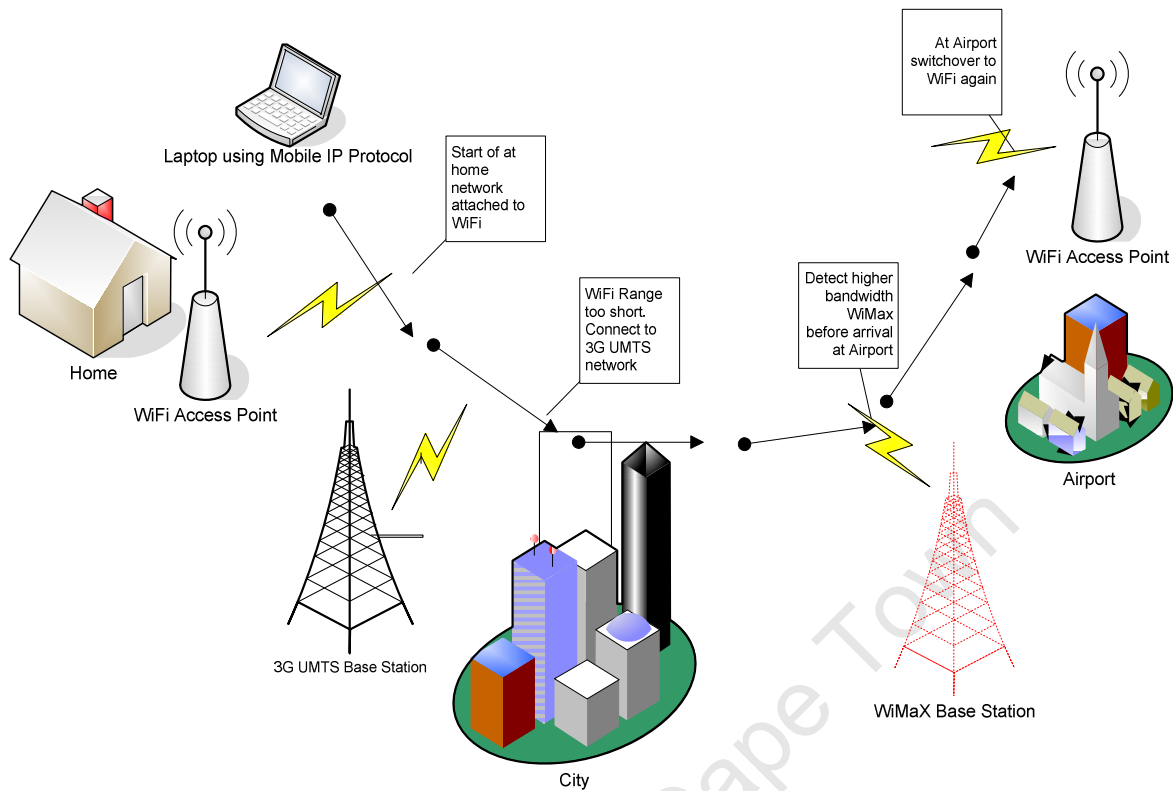 At Airport
switchover to
WiFi again
Laptop using Mobile IP Protocol
Start of at
home
network
attached to
WiFi
WiFi Access Point
Detect higher
bandwidth
WiMax
before arrival
at Airport
WiFi Range
too short.
Connect to
3G UMTS
network
Home
WiFi Access Point
Airport
3G UMTS Base Station
WiMaX Base Station
City
Cape Town